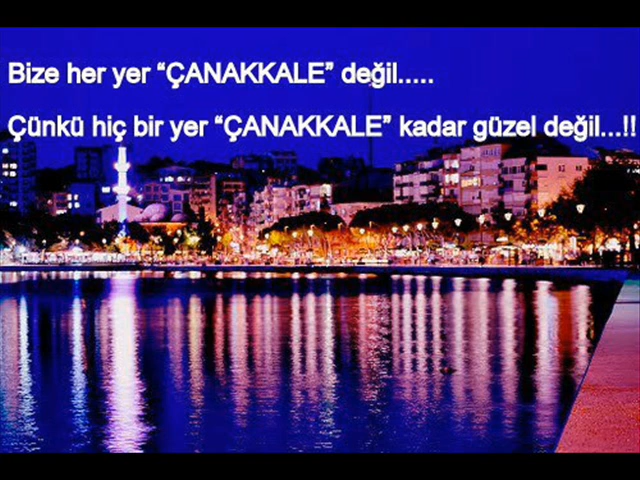 Bize her yer “ÇANAKKALE” değil.....
Çünkü hiç bir yer “ÇANAKKALE” kadar güzel değil...!!